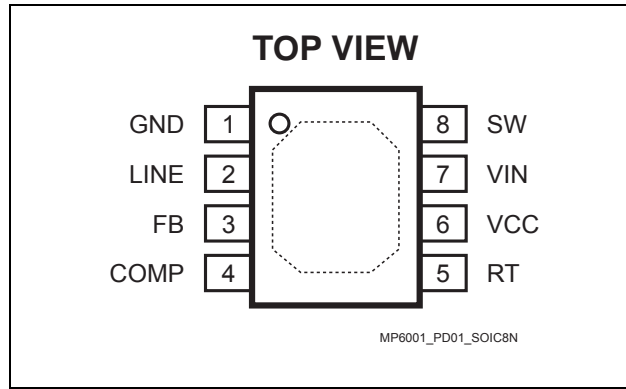 TOP VIEW
GND 1 8 SW
LINE 2 7 VIN
FB 3 6 VCC
COMP 4 5 RT
MP6001_PD01_SOIC8N